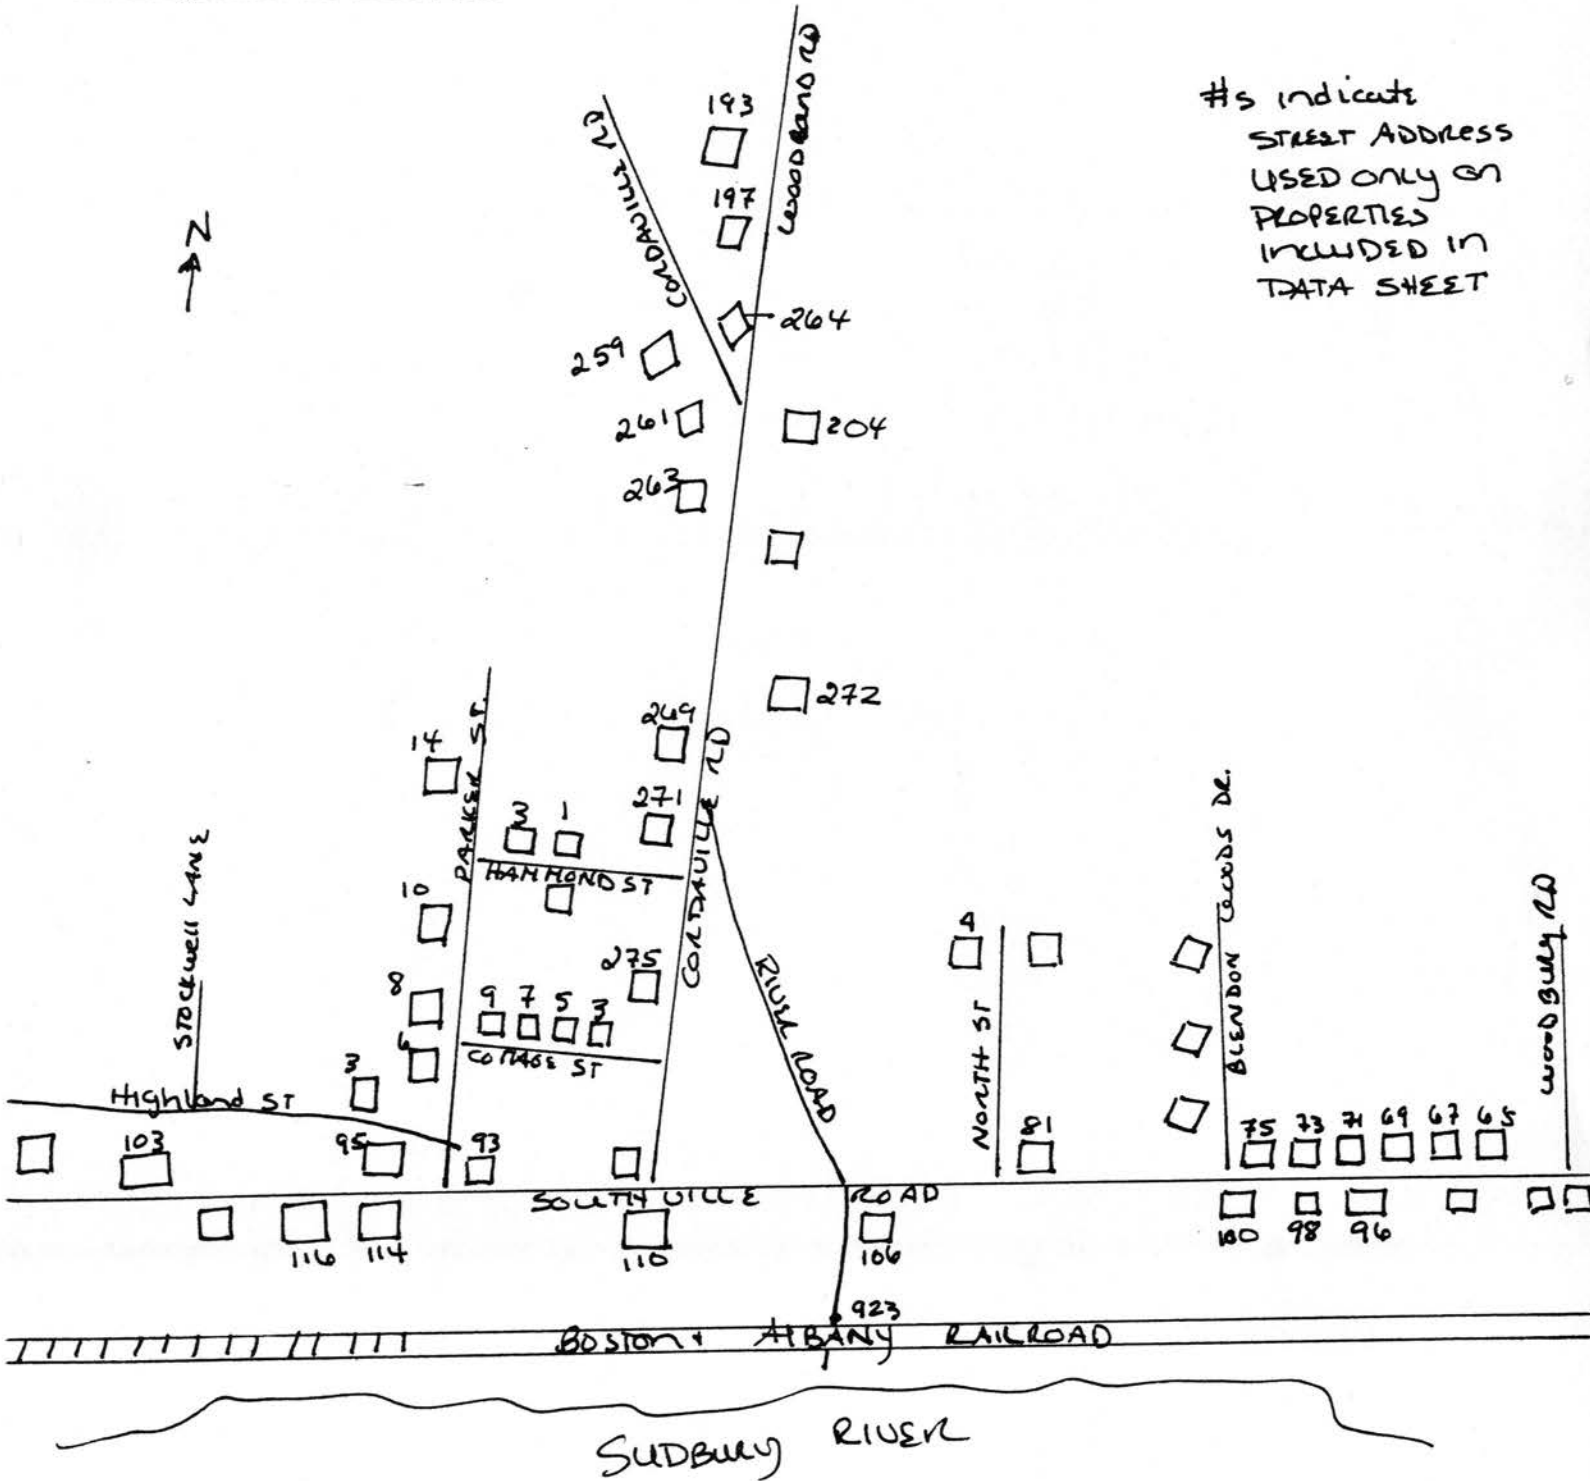 #s indicate
STREET ADDRESS
USED ONLY ON
PROPERTIES
INCLUDED IN
DATA SHEET
N
WOODLAND RD
CORDAVILLE RD
193
197
264
259
261
204
263
272
269
14
PARKER ST.
271
3 1
HAMMOND ST
CORDAVILLE RD
10
STOCKWELL LANE
275
8
9 7 5 3
COTTAGE ST
6
3
Highland ST
RIVER ROAD
4
NORTH ST
BLENDON WOODS DR.
WOODBURY RD
103
95
93
81
75 73 71 69 67 65
SOUTHVILLE ROAD
116
114
110
106
100
98
96
923
BOSTON + AlBANY RAILROAD
SUDBURY RIVER